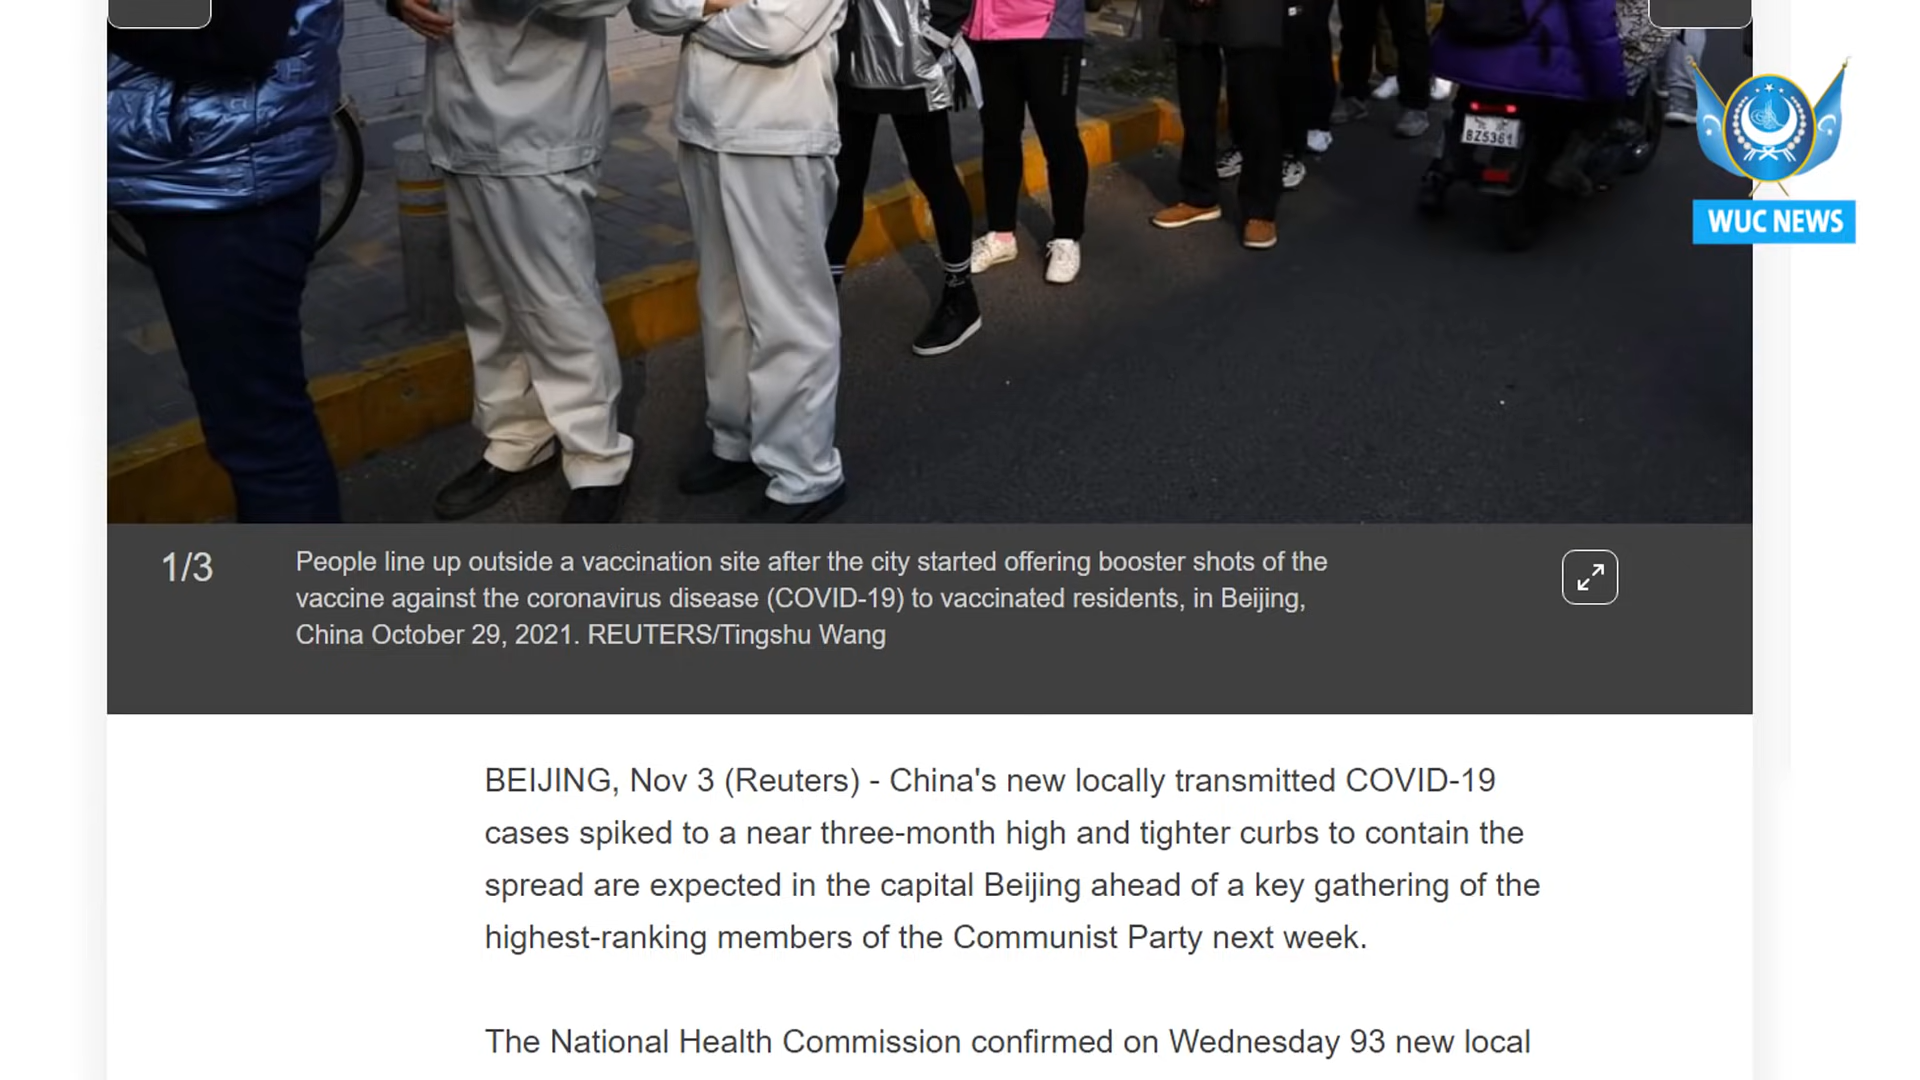 BZ5361
WUC NEWS
1/3
People line up outside a vaccination site after the city started offering booster shots of the
vaccine against the coronavirus disease (COVID-19) to vaccinated residents, in Beijing,
China October 29, 2021. REUTERS/Tingshu Wang
BEIJING, Nov 3 (Reuters) - China's new locally transmitted COVID-19
cases spiked to a near three-month high and tighter curbs to contain the
spread are expected in the capital Beijing ahead of a key gathering of the
highest-ranking members of the Communist Party next week.
The National Health Commission confirmed on Wednesday 93 new local